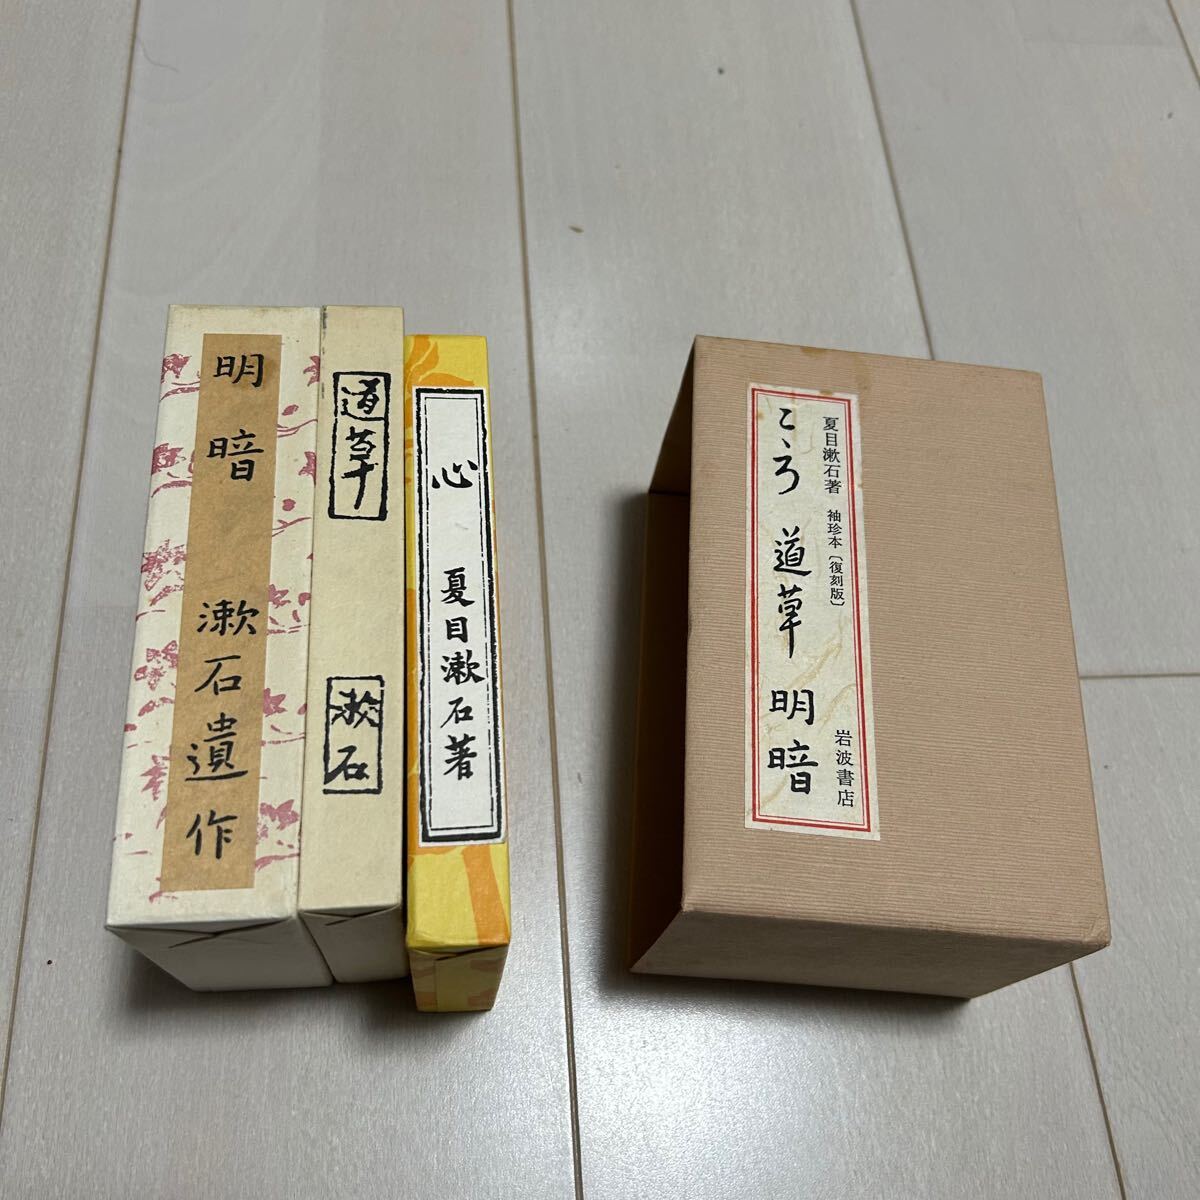 明暗 漱石遺作
道草
漱石
心 夏目漱石著
夏目漱石著 袖珍本〔復刻版〕
こゝろ 道草 明暗
岩波書店